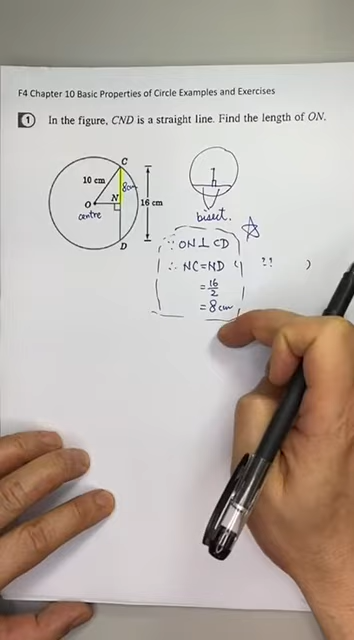 F4 Chapter 10 Basic Properties of Circle Examples and Exercises
1 In the figure, CND is a straight line. Find the length of ON.
C
10 cm
8cm
O
N
16 cm
centre
D
bisect.
∵ ON ⊥ CD
∴ NC = ND ( ?? )
= 16/2
= 8 cm